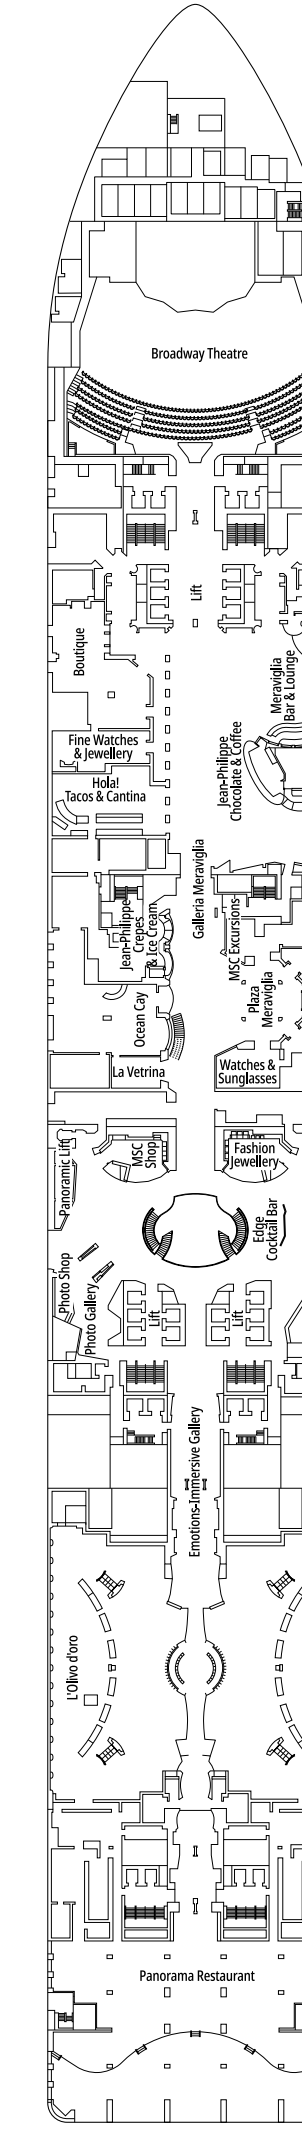 Broadway Theatre
Lift
Boutique
Meraviglia
Bar & Lounge
Fine Watches
& Jewellery
Jean-Philippe
Chocolate & Coffee
Hola!
Tacos & Cantina
Galleria Meraviglia
Jean-Philippe
Crepes
& Ice Cream
MSC Excursions
Plaza
Meraviglia
Ocean Cay
La Vetrina
Watches &
Sunglasses
MSC
Shop
Fashion
Jewellery
Panoramic Lift
Edge
Cocktail Bar
Photo Shop
Photo Gallery
Lift
Lift
Emotions-Immersive Gallery
L'Olivo d'oro
Panorama Restaurant